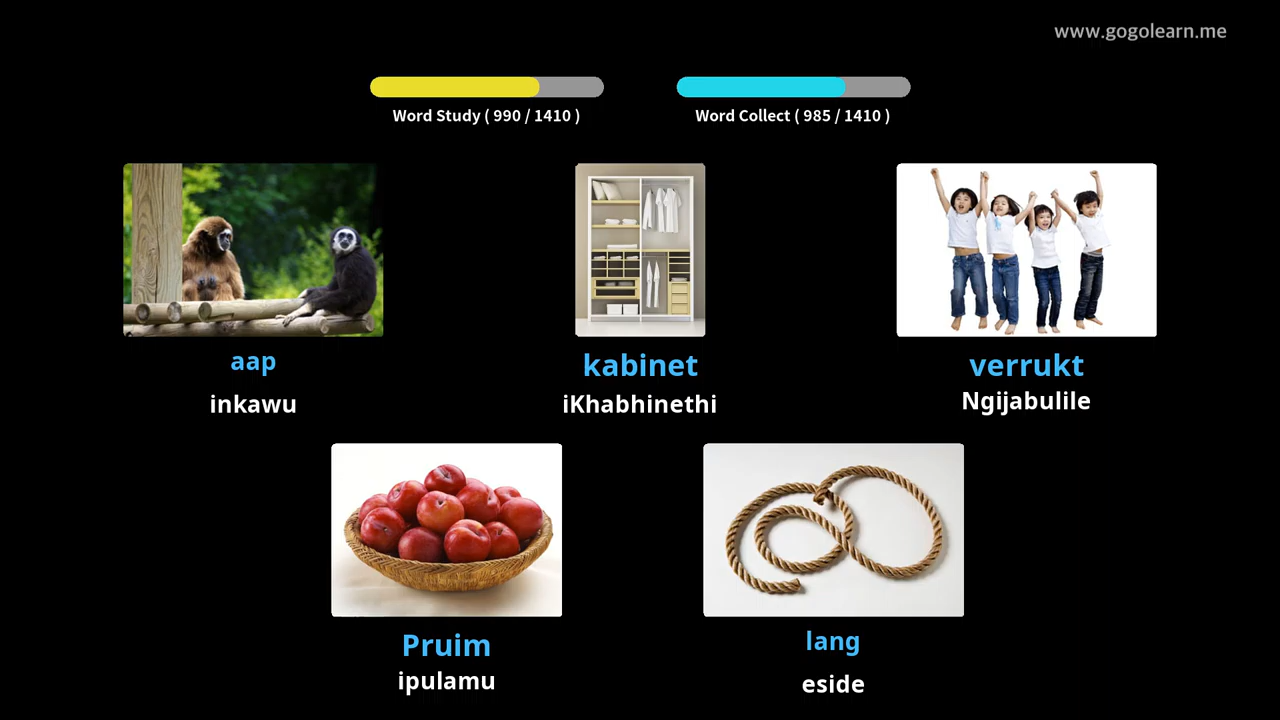 www.gogolearn.me
Word Study ( 990 / 1410 )
Word Collect ( 985 / 1410 )
aap
inkawu
kabinet
iKhabhinethi
verrukt
Ngijabulile
Pruim
ipulamu
lang
eside